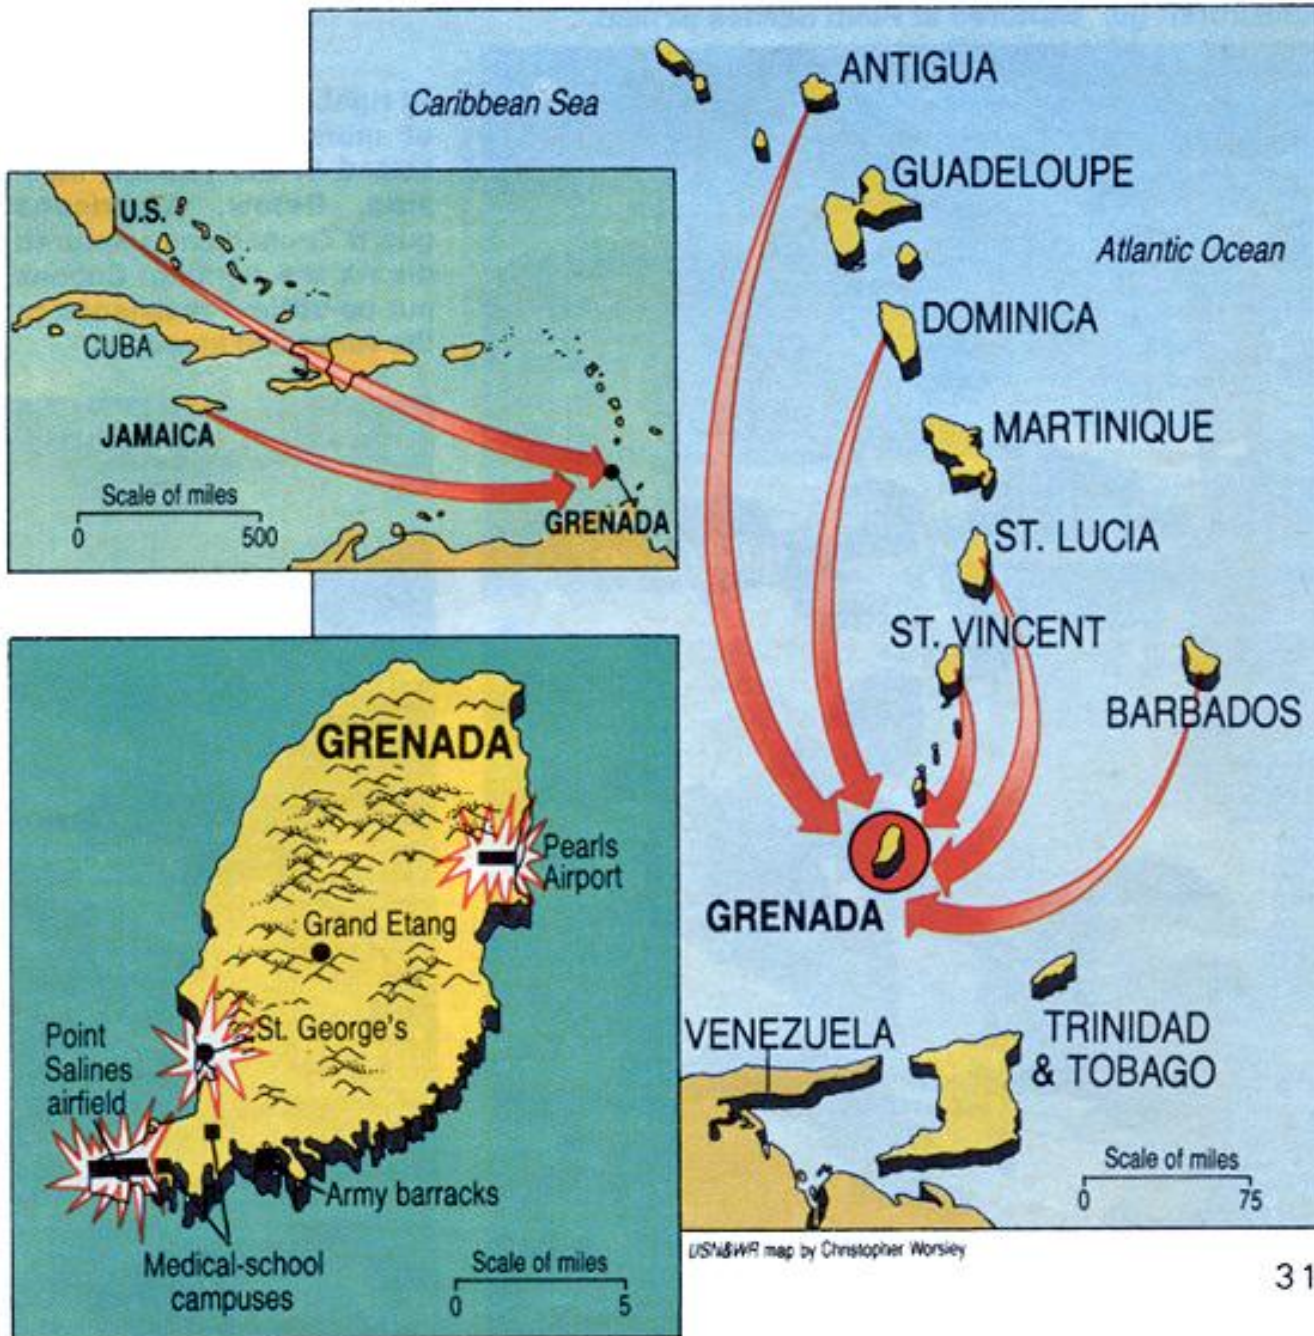 Caribbean Sea
ANTIGUA
GUADELOUPE
Atlantic Ocean
DOMINICA
MARTINIQUE
ST. LUCIA
ST. VINCENT
BARBADOS
GRENADA
VENEZUELA
TRINIDAD
& TOBAGO
Scale of miles
0 75
U.S.
CUBA
JAMAICA
Scale of miles
0 500
GRENADA
GRENADA
Pearls
Airport
Grand Etang
St. George's
Point
Salines
airfield
Army barracks
Medical-school
campuses
Scale of miles
0 5
USN&WR map by Christopher Worsley
31